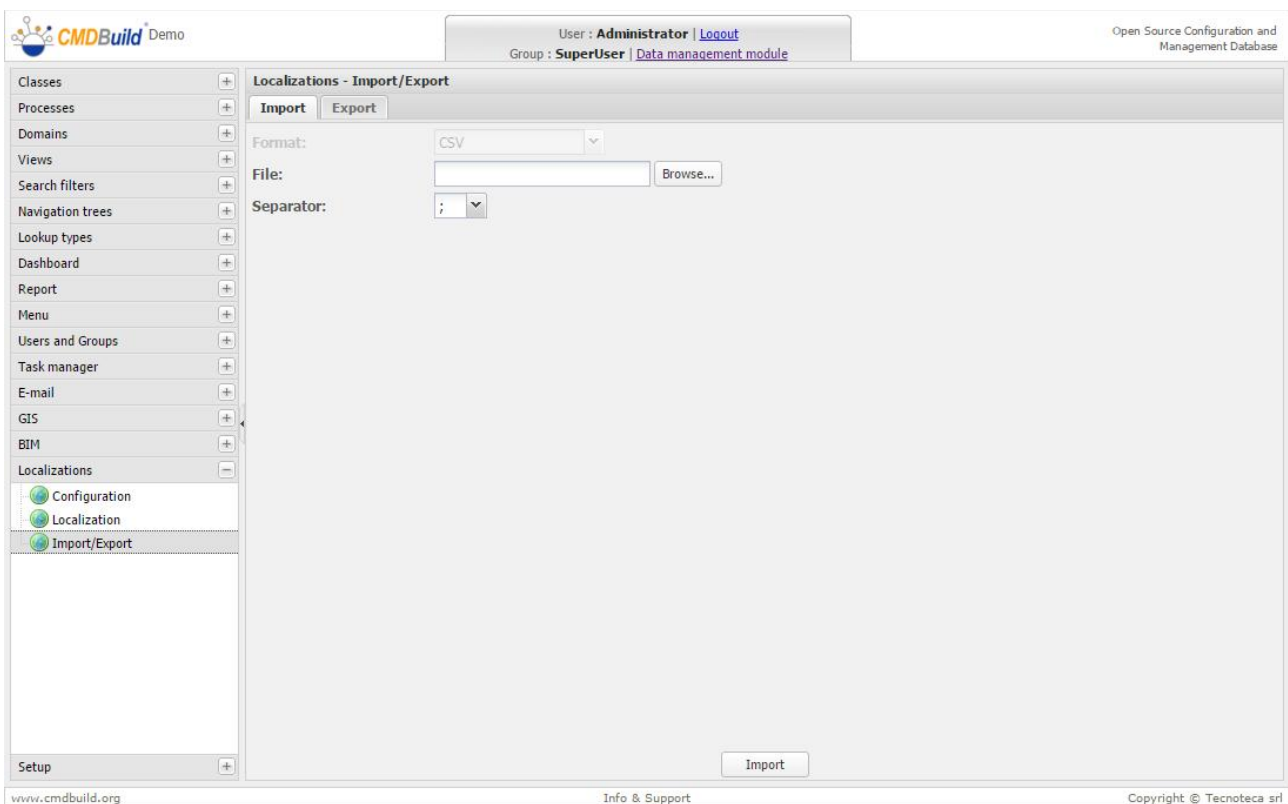 CMDBuild Demo
User : Administrator | Logout
Group : SuperUser | Data management module
Open Source Configuration and
Management Database
Classes
Processes
Domains
Views
Search filters
Navigation trees
Lookup types
Dashboard
Report
Menu
Users and Groups
Task manager
E-mail
GIS
BIM
Localizations
Configuration
Localization
Import/Export
Setup
Localizations - Import/Export
Import Export
Format: CSV
File: Browse...
Separator: ;
Import
www.cmdbuild.org Info & Support Copyright © Tecnoteca srl